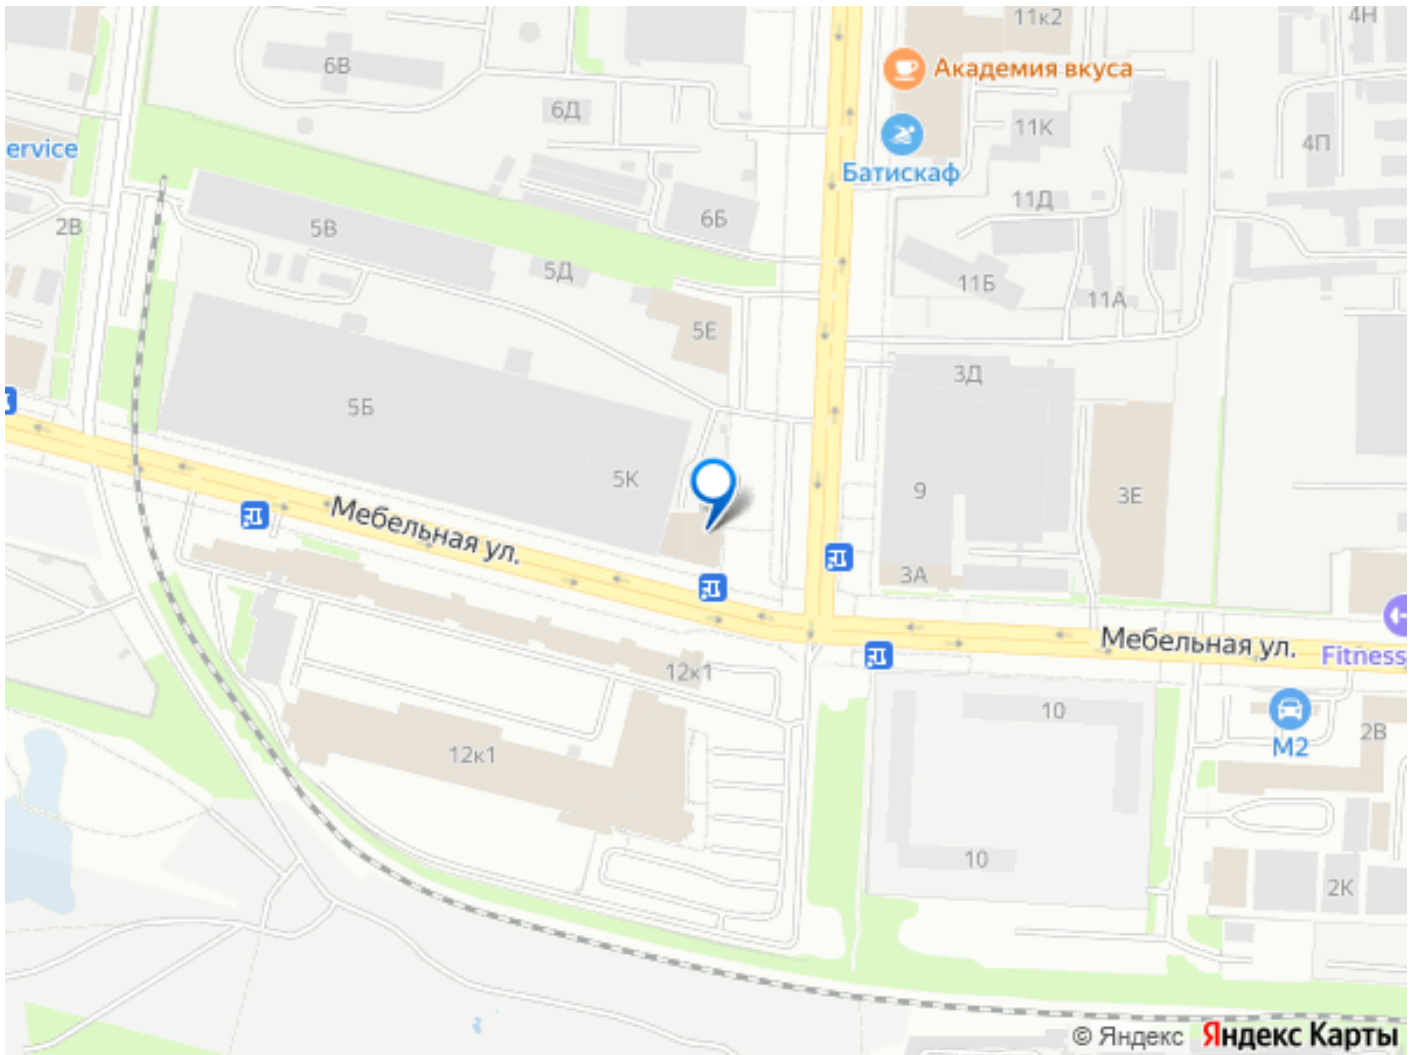 11к2
4Н
6В
Академия вкуса
6Д
11К
ervice
4П
Батискаф
2В
5В
6Б
11Д
5Д
11Б
11А
5Е
3Д
5Б
5К
9
3Е
Мебельная ул.
3А
Мебельная ул.
Fitness
12к1
10
12к1
М2
2В
10
2К
© Яндекс Яндекс Карты